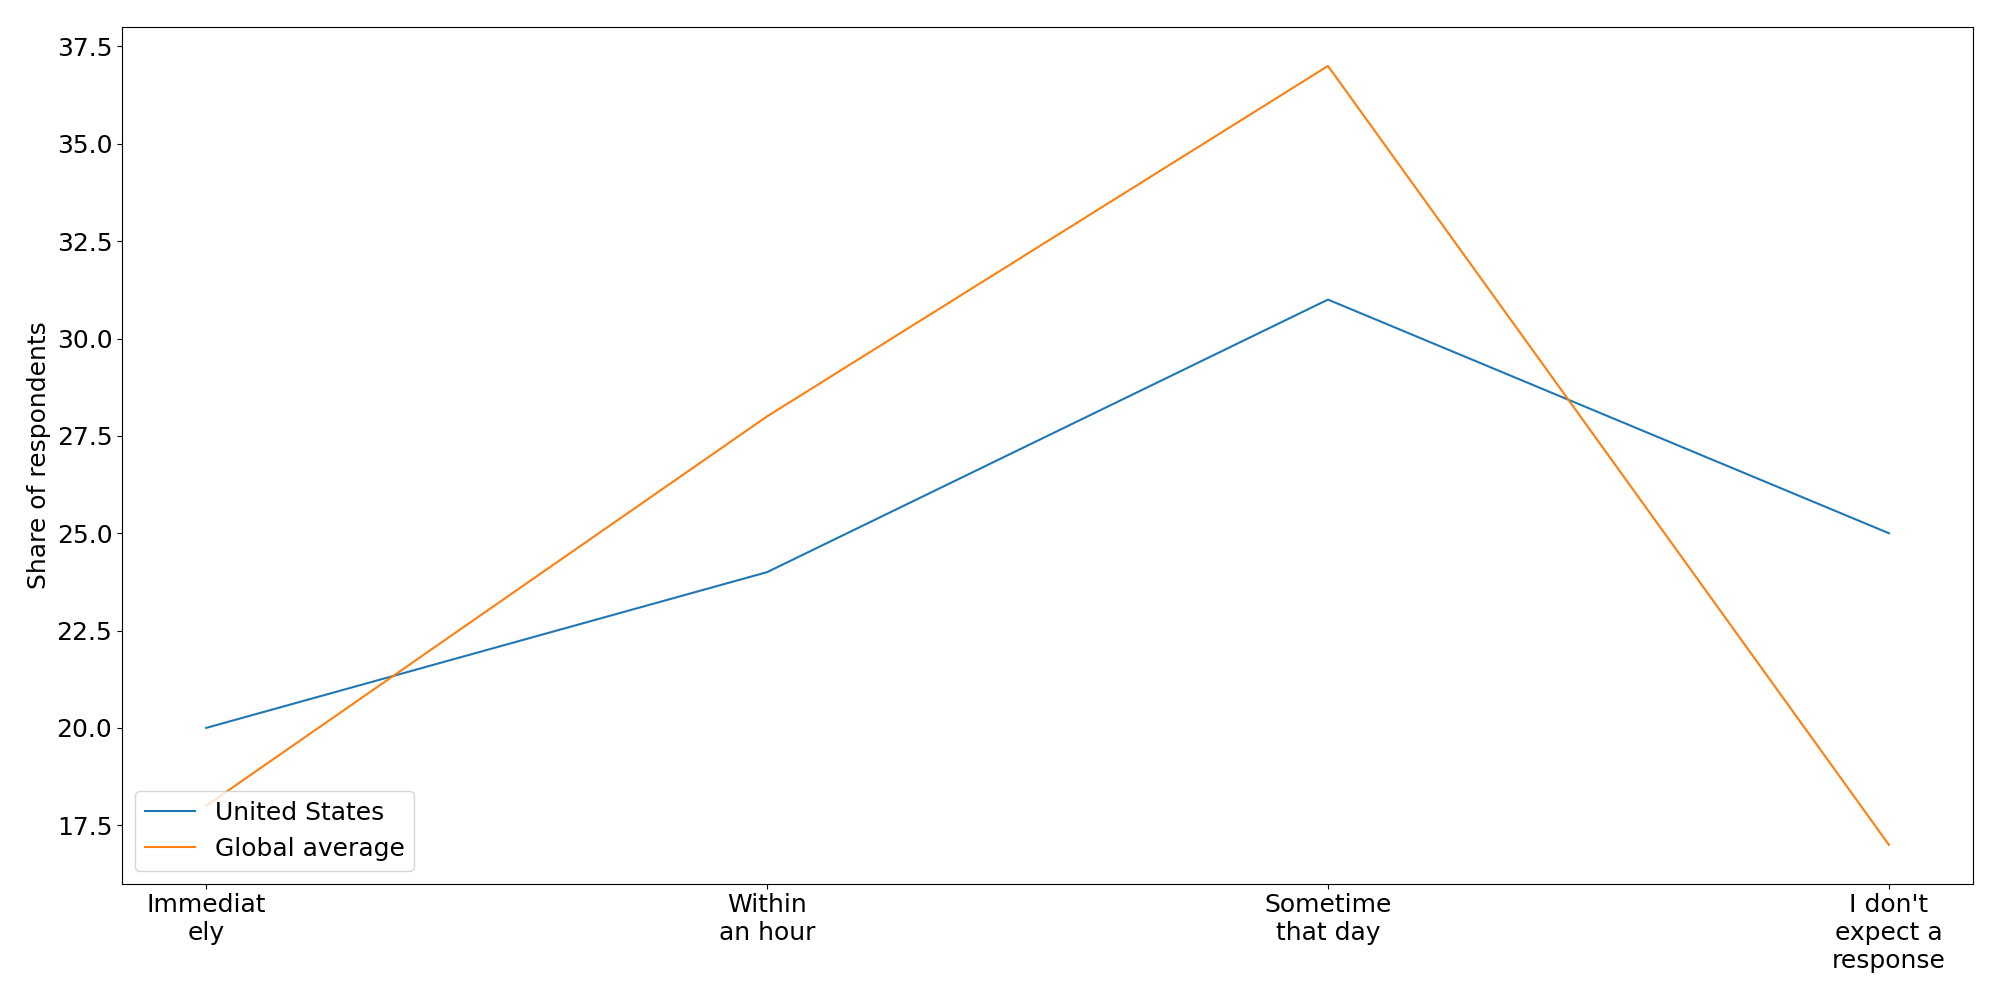 37.5
35.0
32.5
30.0
27.5
25.0
22.5
20.0
17.5
Share of respondents
United States
Global average
Immediat
ely
Within
an hour
Sometime
that day
I don't
expect a
response